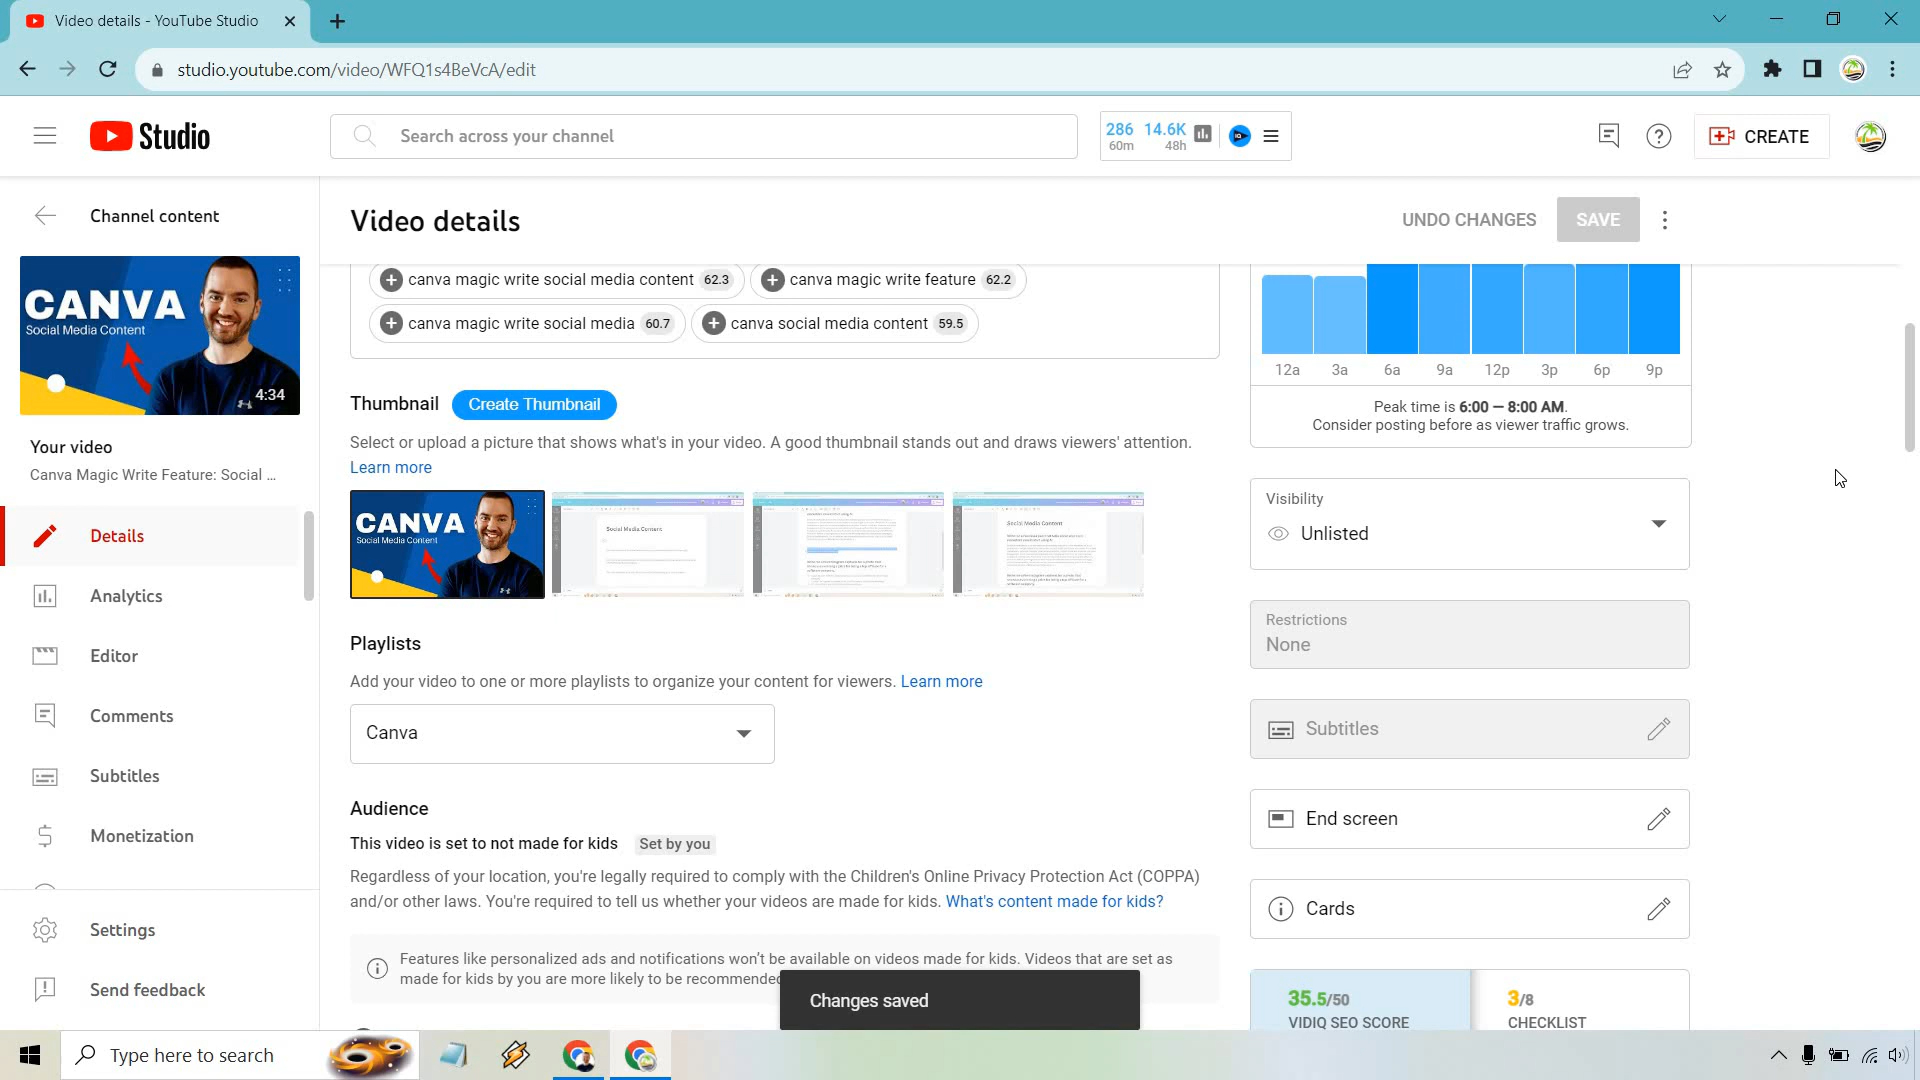 Video details - YouTube Studio
studio.youtube.com/video/WFQ1s4BeVcA/edit
Studio
Search across your channel
286 14.6K
60m 48h
CREATE
Channel content
Video details
UNDO CHANGES
SAVE
CANVA
Social Media Content
4:34
Your video
Canva Magic Write Feature: Social ...
Details
Analytics
Editor
Comments
Subtitles
Monetization
Settings
Send feedback
canva magic write social media content 62.3
canva magic write feature 62.2
canva magic write social media 60.7
canva social media content 59.5
Thumbnail
Create Thumbnail
Select or upload a picture that shows what's in your video. A good thumbnail stands out and draws viewers' attention.
Learn more
CANVA
Social Media Content
Social Media Content
Social Media Content
Playlists
Add your video to one or more playlists to organize your content for viewers. Learn more
Canva
Audience
This video is set to not made for kids Set by you
Regardless of your location, you're legally required to comply with the Children's Online Privacy Protection Act (COPPA)
and/or other laws. You're required to tell us whether your videos are made for kids. What's content made for kids?
Features like personalized ads and notifications won't be available on videos made for kids. Videos that are set as
made for kids by you are more likely to be recommended
Changes saved
12a 3a 6a 9a 12p 3p 6p 9p
Peak time is 6:00 — 8:00 AM.
Consider posting before as viewer traffic grows.
Visibility
Unlisted
Restrictions
None
Subtitles
End screen
Cards
35.5/50
VIDIQ SEO SCORE
3/8
CHECKLIST
Type here to search